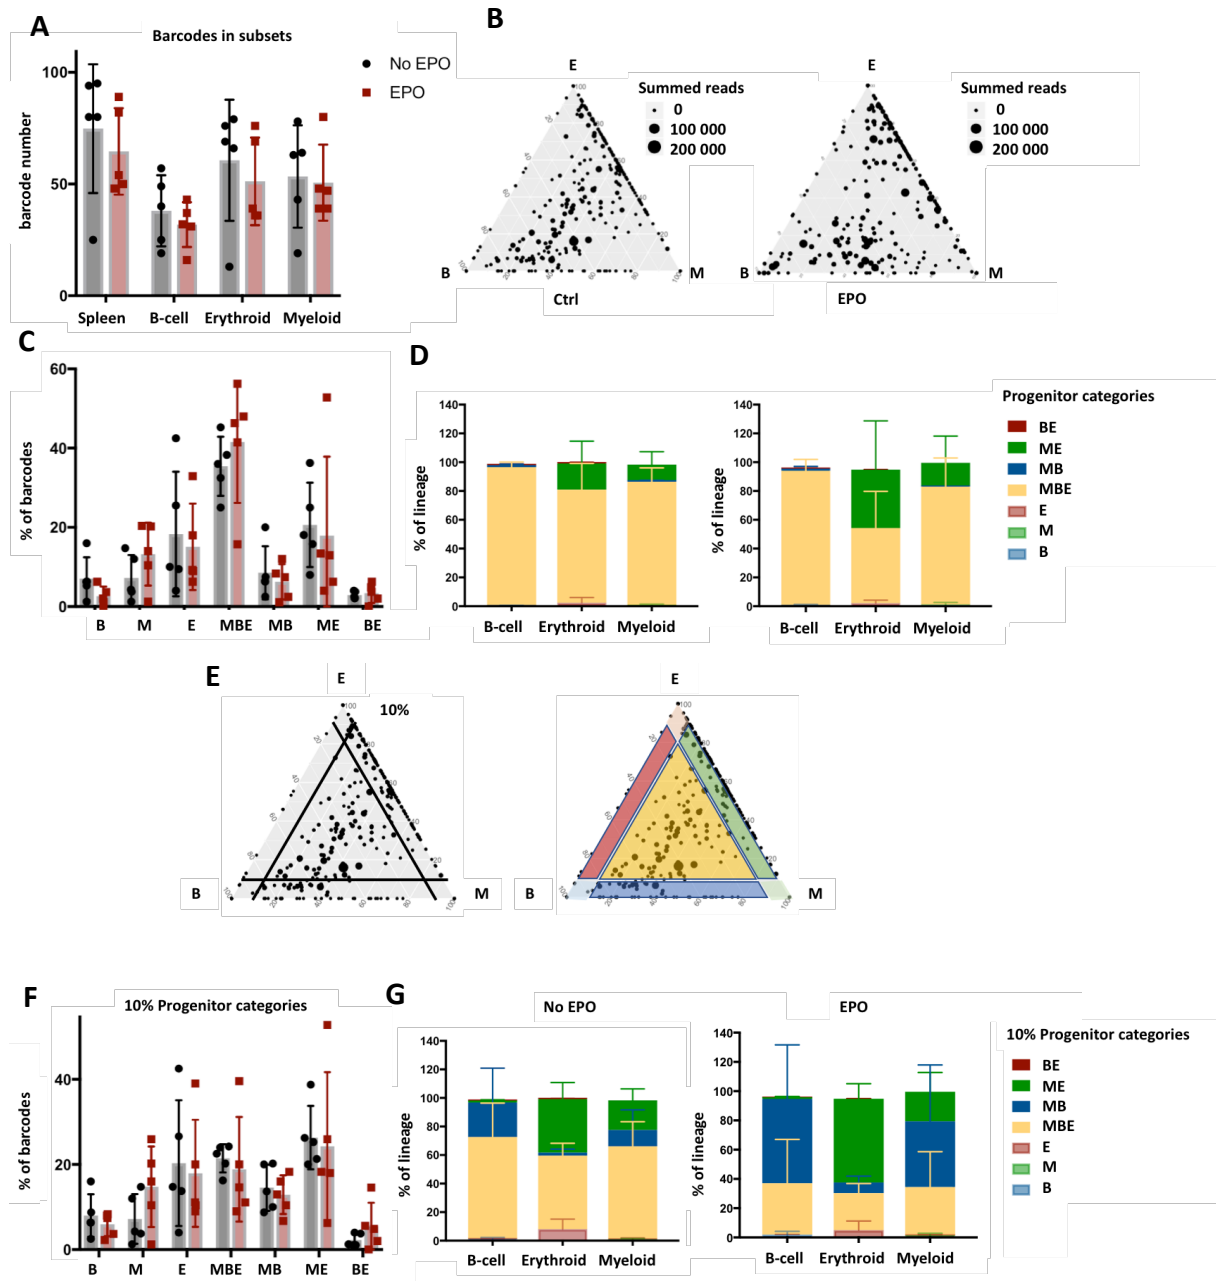 A
Barcodes in subsets
No EPO
EPO
barcode number
100
50
0
Spleen
B-cell
Erythroid
Myeloid
B
E
Summed reads
0
100 000
200 000
B
M
Ctrl
E
Summed reads
0
100 000
200 000
B
M
EPO
C
% of barcodes
60
40
20
0
B
M
E
MBE
MB
ME
BE
D
% of lineage
140
120
100
80
60
40
20
0
B-cell
Erythroid
Myeloid
% of lineage
140
120
100
80
60
40
20
0
B-cell
Erythroid
Myeloid
Progenitor categories
BE
ME
MB
MBE
E
M
B
E
E
10%
B
M
E
B
M
F
10% Progenitor categories
% of barcodes
40
20
0
B
M
E
MBE
MB
ME
BE
G
No EPO
% of lineage
140
120
100
80
60
40
20
0
B-cell
Erythroid
Myeloid
EPO
% of lineage
140
120
100
80
60
40
20
0
B-cell
Erythroid
Myeloid
10% Progenitor categories
BE
ME
MB
MBE
E
M
B